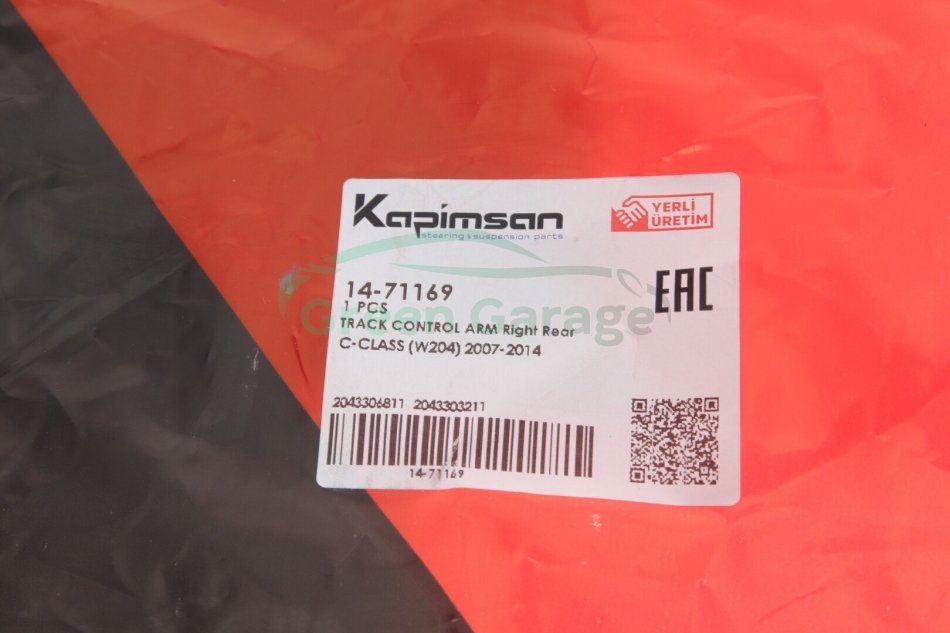 Kapimsan
steering & suspension parts
YERLİ
ÜRETİM
14-71169
1 PCS
TRACK CONTROL ARM Right Rear
C-CLASS (W204) 2007-2014
EAC
Green Garage
2043306811 2043303211
14-71169